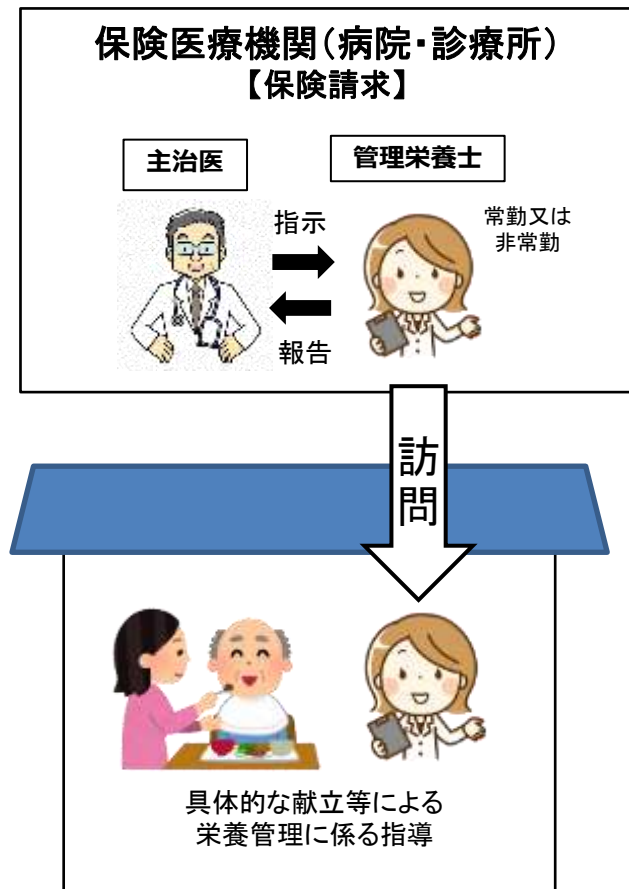 保険医療機関(病院・診療所)
【保険請求】
主治医
管理栄養士
指示
常勤又は
非常勤
報告
訪問
具体的な献立等による
栄養管理に係る指導